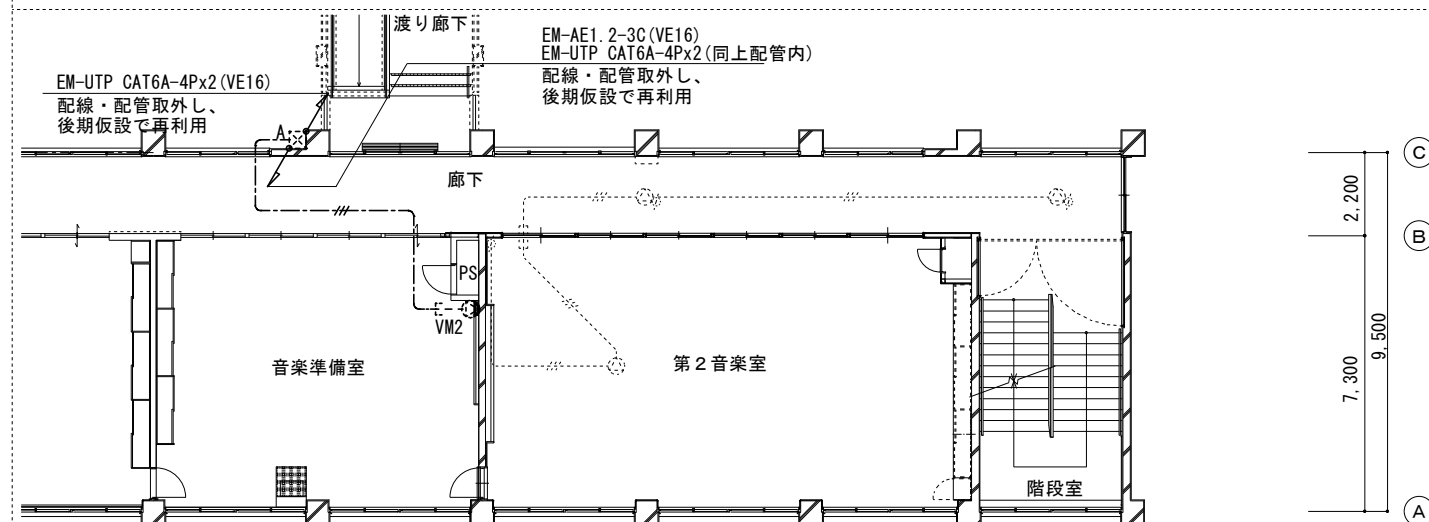 渡り廊下
EM-AE1.2-3C(VE16)
EM-UTP CAT6A-4Px2(同上配管内)
配線・配管取外し、
後期仮設で再利用
EM-UTP CAT6A-4Px2(VE16)
配線・配管取外し、
後期仮設で再利用
A
C
廊下
2,200
B
PS
VM2
音楽準備室
第２音楽室
7,300
9,500
階段室
A